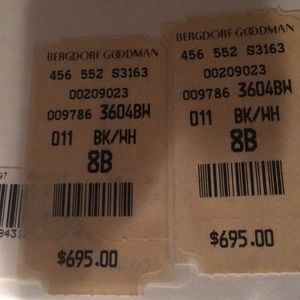 BERGDORF GOODMAN
456 552 S3163
00209023
009786 3604BW
011 BK/WH
8B
$695.00
BERGDORF GOODMAN
456 552 S3163
00209023
009786 3604BW
011 BK/WH
8B
$695.00
97